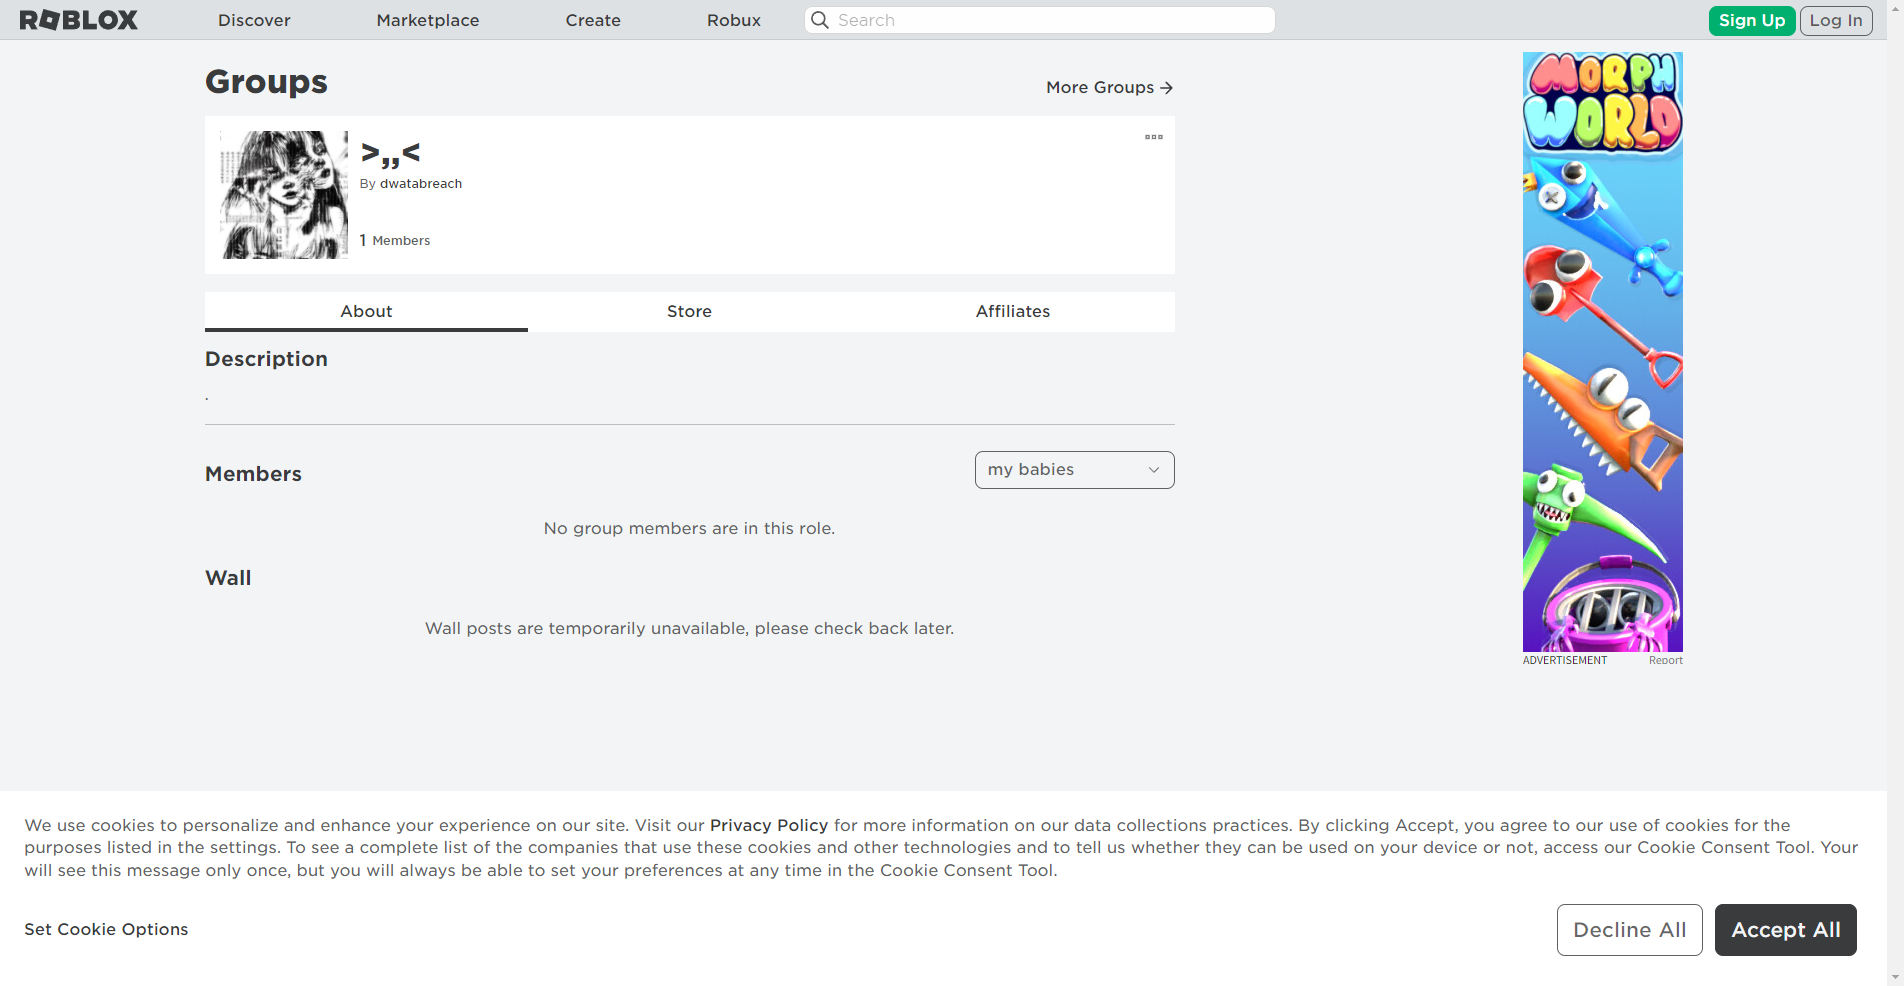 ROBLOX
Discover
Marketplace
Create
Robux
Search
Sign Up
Log In
Groups
More Groups →
>,,<
By dwatabreach
1 Members
About
Store
Affiliates
Description
.
Members
my babies
No group members are in this role.
Wall
Wall posts are temporarily unavailable, please check back later.
MORPH
WORLD
ADVERTISEMENT
Report
We use cookies to personalize and enhance your experience on our site. Visit our Privacy Policy for more information on our data collections practices. By clicking Accept, you agree to our use of cookies for the
purposes listed in the settings. To see a complete list of the companies that use these cookies and other technologies and to tell us whether they can be used on your device or not, access our Cookie Consent Tool. Your
will see this message only once, but you will always be able to set your preferences at any time in the Cookie Consent Tool.
Set Cookie Options
Decline All
Accept All